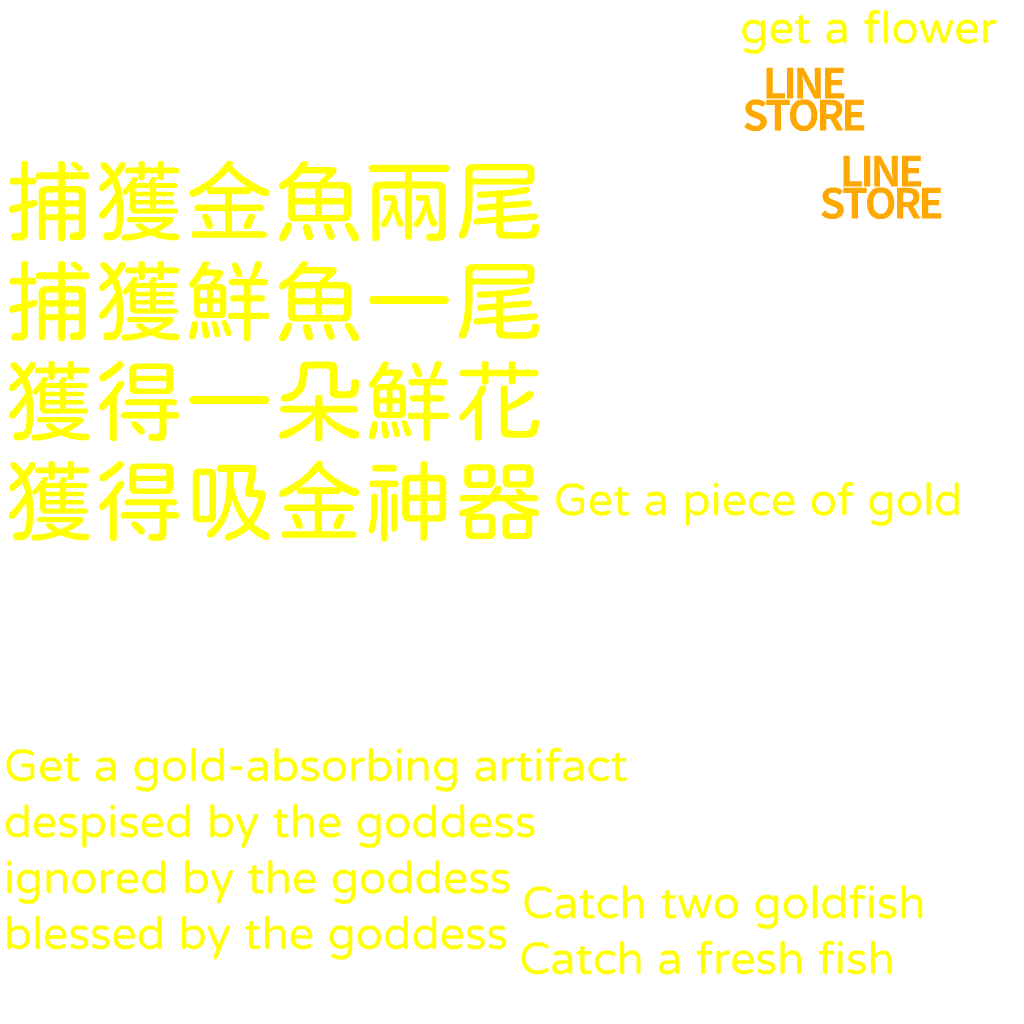 get a flower
LINE
STORE
LINE
STORE
捕獲金魚兩尾
捕獲鮮魚一尾
獲得一朵鮮花
獲得吸金神器
Get a piece of gold
Get a gold-absorbing artifact
despised by the goddess
ignored by the goddess
blessed by the goddess
Catch two goldfish
Catch a fresh fish